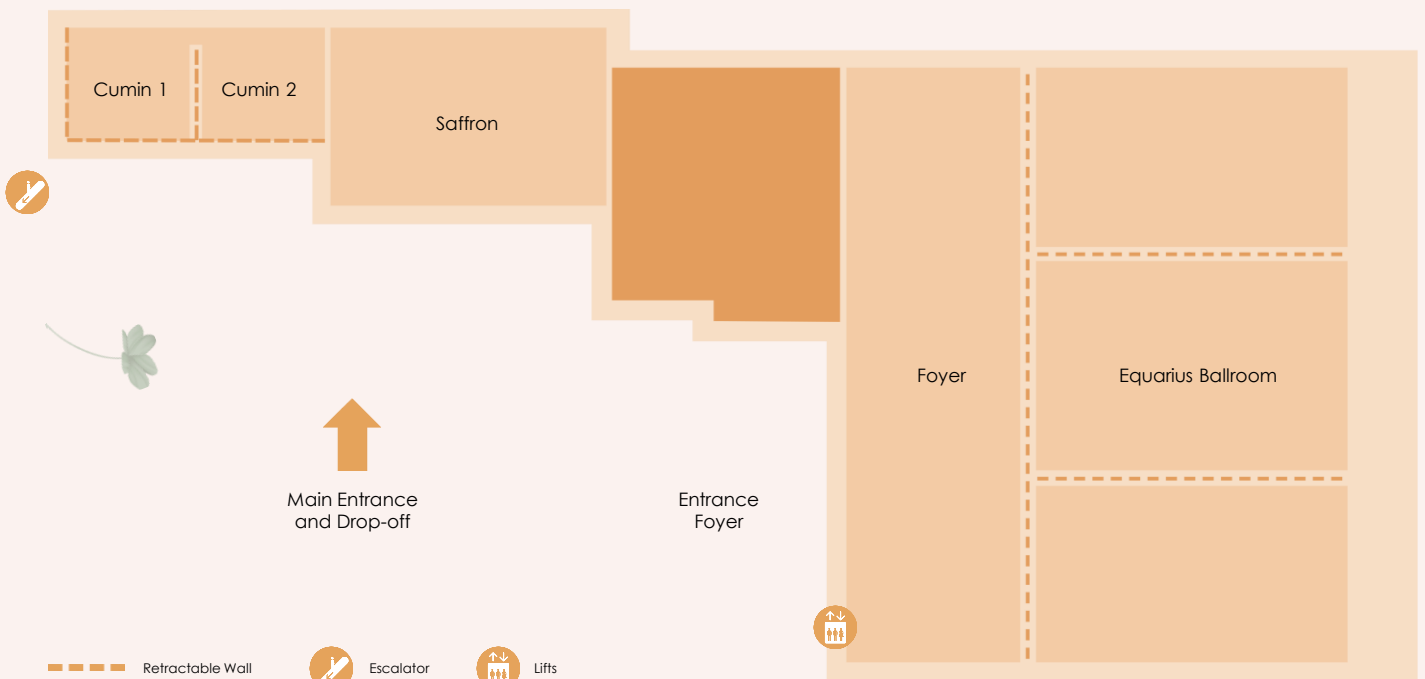 Cumin 1
Cumin 2
Saffron
Foyer
Equarius Ballroom
Main Entrance
and Drop-off
Entrance
Foyer
Retractable Wall
Escalator
Lifts